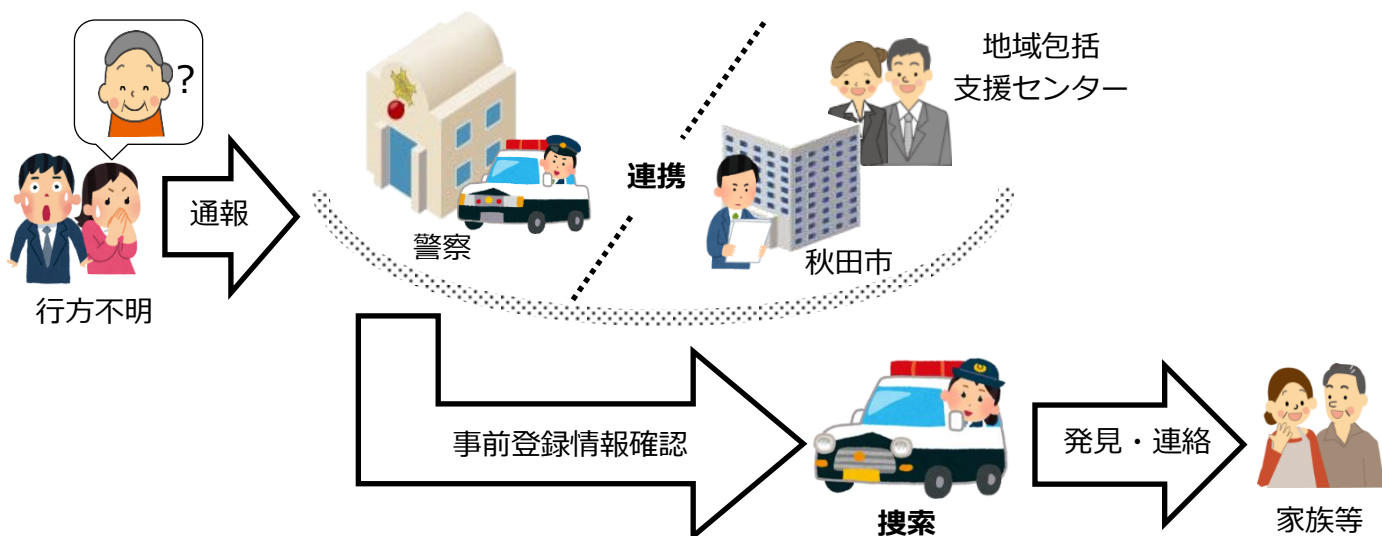 ?
行方不明
通報
警察
連携
地域包括
支援センター
秋田市
事前登録情報確認
捜索
発見・連絡
家族等